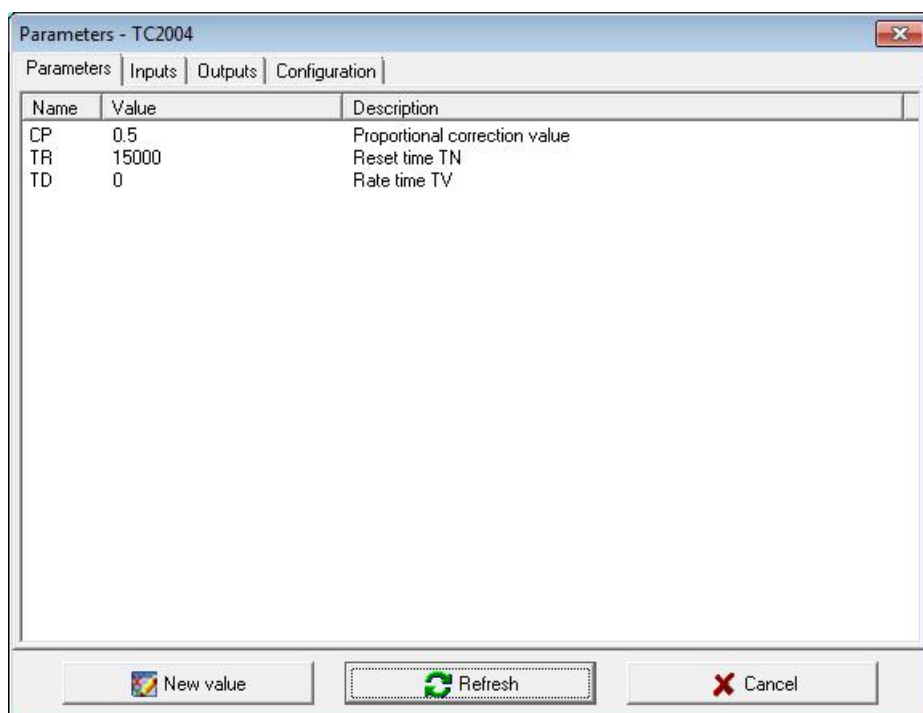 Parameters - TC2004
Parameters Inputs Outputs Configuration
Name Value Description
CP 0.5 Proportional correction value
TR 15000 Reset time TN
TD 0 Rate time TV
New value Refresh Cancel